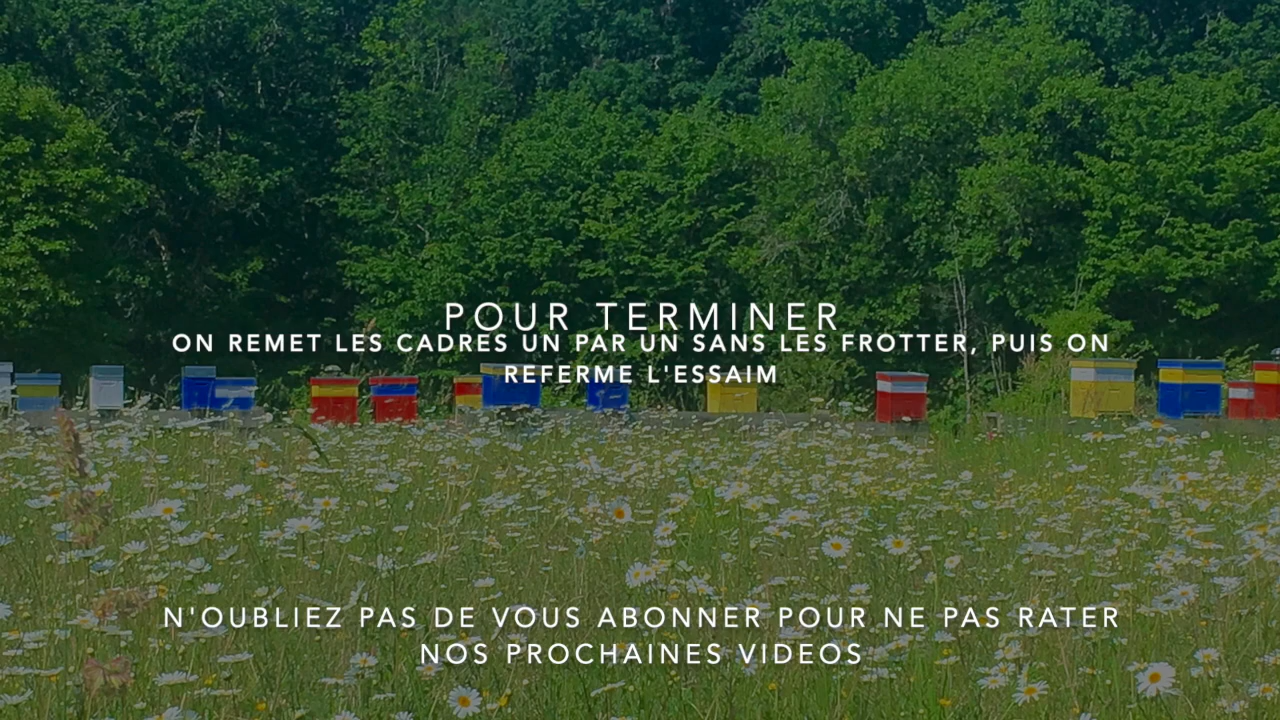 POUR TERMINER
ON REMET LES CADRES UN PAR UN SANS LES FROTTER, PUIS ON
REFERME L'ESSAIM
N'OUBLIEZ PAS DE VOUS ABONNER POUR NE PAS RATER
NOS PROCHAINES VIDEOS